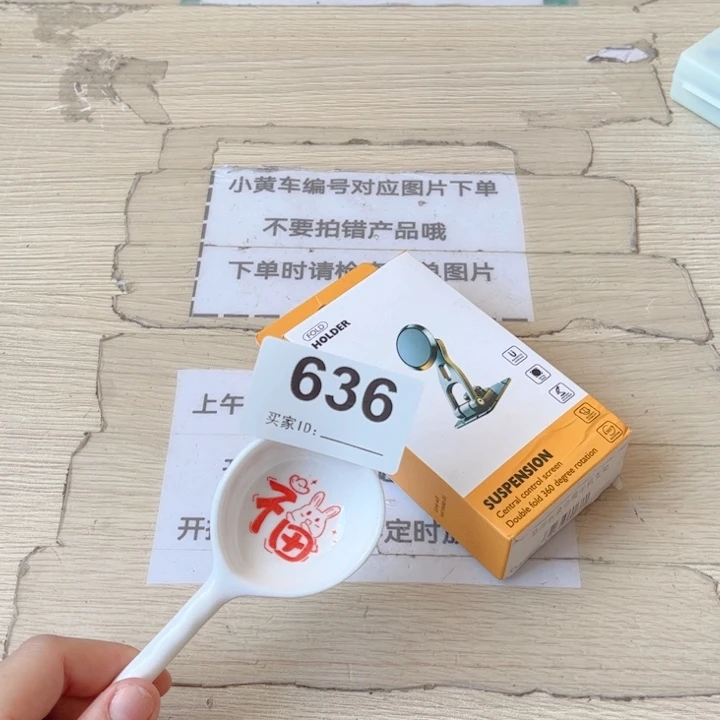 小黄车编号对应图片下单
不要拍错产品哦
下单时请检 单图片
FOLD
HOLDER
636
买家ID:
上午
SUSPENSION
Central control screen
Double fold 360 degree rotation
福
开 定时